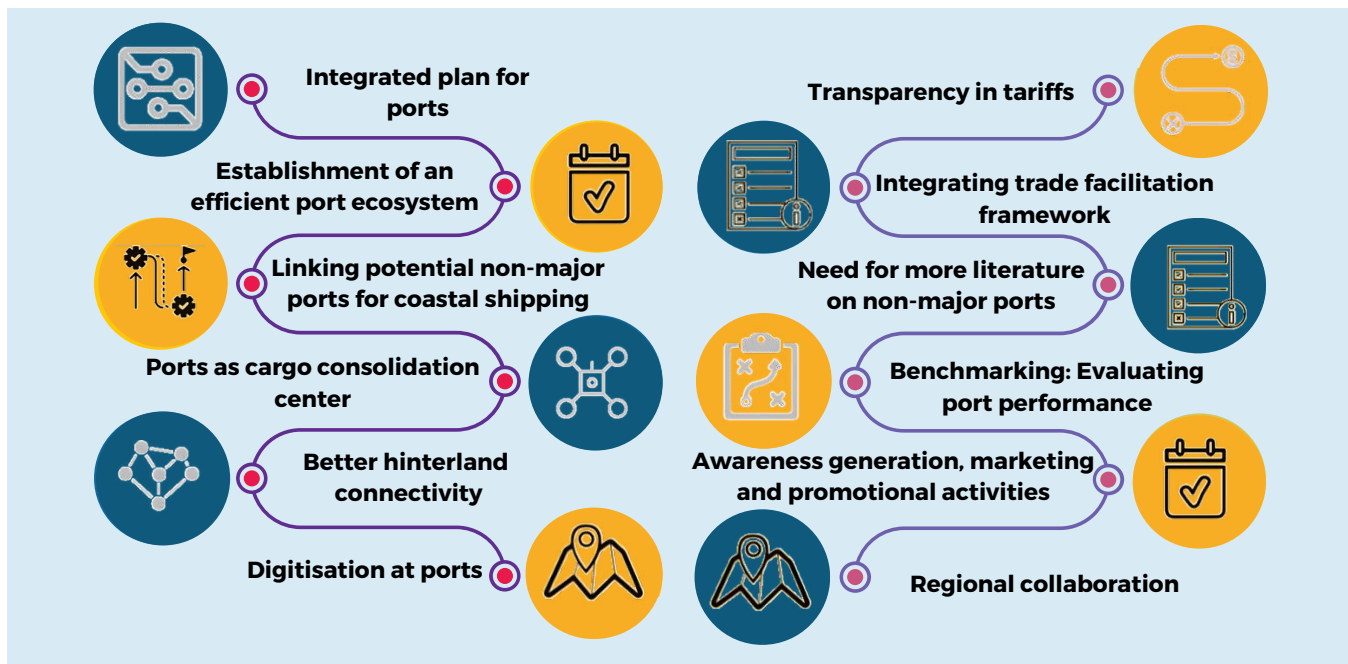 Integrated plan for
ports
Establishment of an
efficient port ecosystem
Linking potential non-major
ports for coastal shipping
Ports as cargo consolidation
center
Better hinterland
connectivity
Digitisation at ports
Transparency in tariffs
Integrating trade facilitation
framework
Need for more literature
on non-major ports
Benchmarking: Evaluating
port performance
Awareness generation, marketing
and promotional activities
Regional collaboration